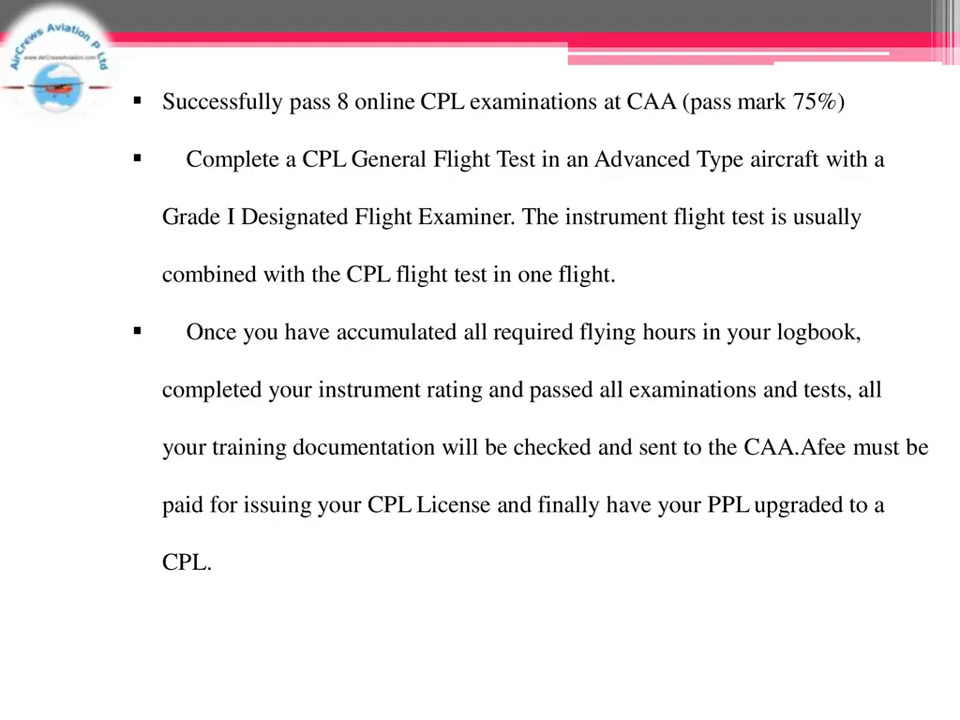 AirCrews Aviation P Ltd
www.AirCrewsAviation.com
▪ Successfully pass 8 online CPL examinations at CAA (pass mark 75%)
▪ Complete a CPL General Flight Test in an Advanced Type aircraft with a
Grade I Designated Flight Examiner. The instrument flight test is usually
combined with the CPL flight test in one flight.
▪ Once you have accumulated all required flying hours in your logbook,
completed your instrument rating and passed all examinations and tests, all
your training documentation will be checked and sent to the CAA.Afee must be
paid for issuing your CPL License and finally have your PPL upgraded to a
CPL.